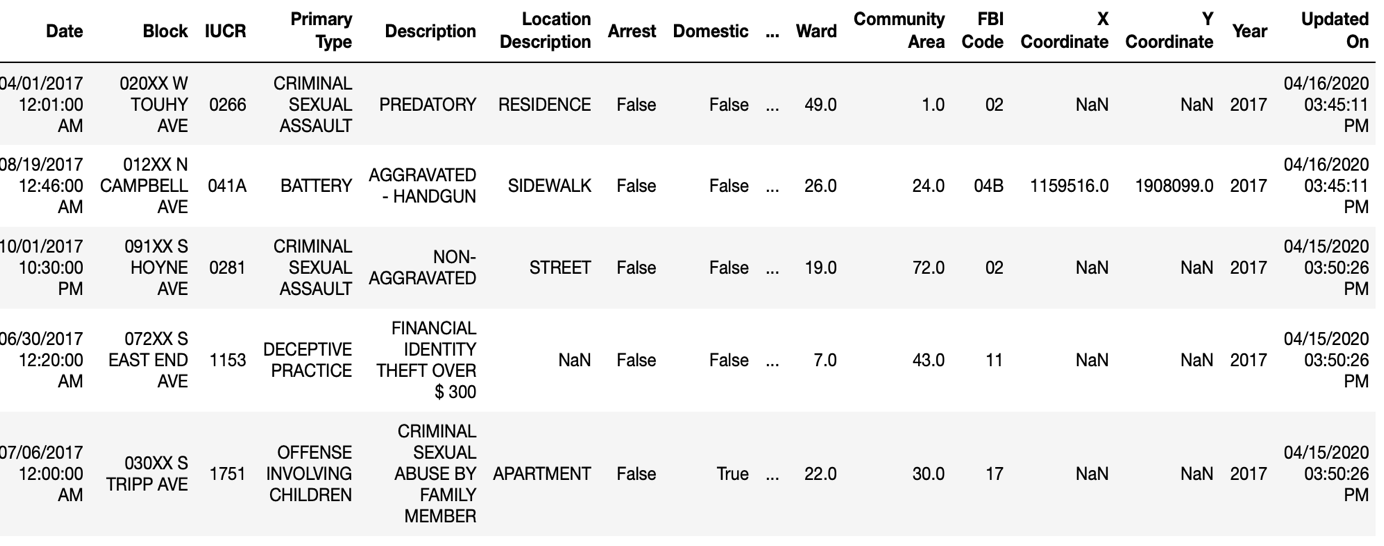 Date Block IUCR Primary Type Description Location Description Arrest Domestic ... Ward Community Area FBI Code X Coordinate Y Coordinate Year Updated On
04/01/2017 12:01:00 AM 020XX W TOUHY AVE 0266 CRIMINAL SEXUAL ASSAULT PREDATORY RESIDENCE False False ... 49.0 1.0 02 NaN NaN 2017 04/16/2020 03:45:11 PM
08/19/2017 12:46:00 AM 012XX N CAMPBELL AVE 041A BATTERY AGGRAVATED - HANDGUN SIDEWALK False False ... 26.0 24.0 04B 1159516.0 1908099.0 2017 04/16/2020 03:45:11 PM
10/01/2017 10:30:00 PM 091XX S HOYNE AVE 0281 CRIMINAL SEXUAL ASSAULT NON-AGGRAVATED STREET False False ... 19.0 72.0 02 NaN NaN 2017 04/15/2020 03:50:26 PM
06/30/2017 12:20:00 AM 072XX S EAST END AVE 1153 DECEPTIVE PRACTICE FINANCIAL IDENTITY THEFT OVER $ 300 NaN False False ... 7.0 43.0 11 NaN NaN 2017 04/15/2020 03:50:26 PM
07/06/2017 12:00:00 AM 030XX S TRIPP AVE 1751 OFFENSE INVOLVING CHILDREN CRIMINAL SEXUAL ABUSE BY FAMILY MEMBER APARTMENT False True ... 22.0 30.0 17 NaN NaN 2017 04/15/2020 03:50:26 PM